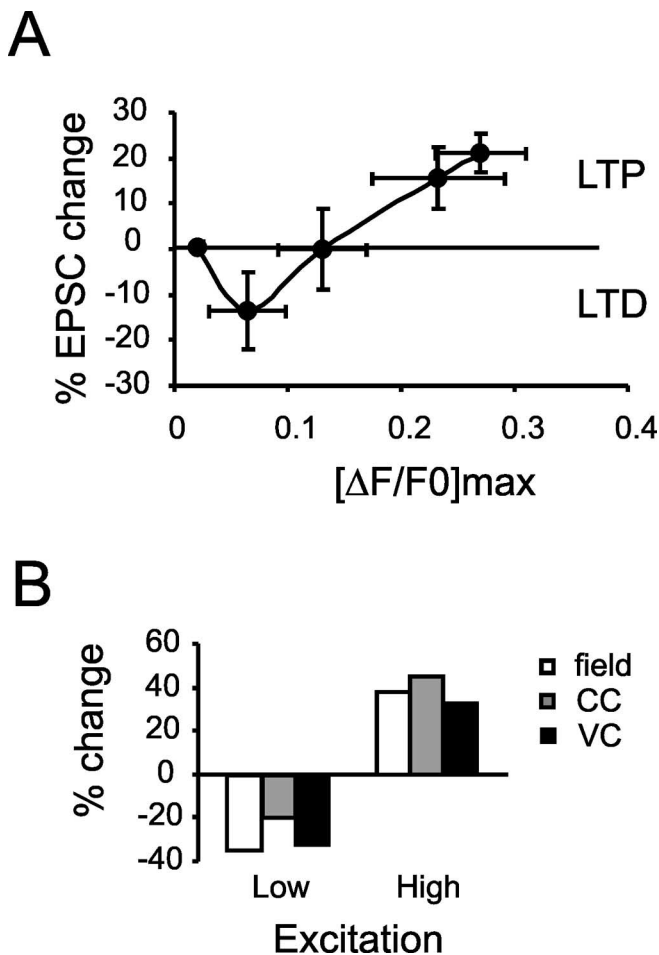 A
% EPSC change
30
20
10
0
-10
-20
-30
LTP
LTD
0 0.1 0.2 0.3 0.4
[ΔF/F0]max
B
% change
60
40
20
0
-20
-40
field
CC
VC
Low High
Excitation